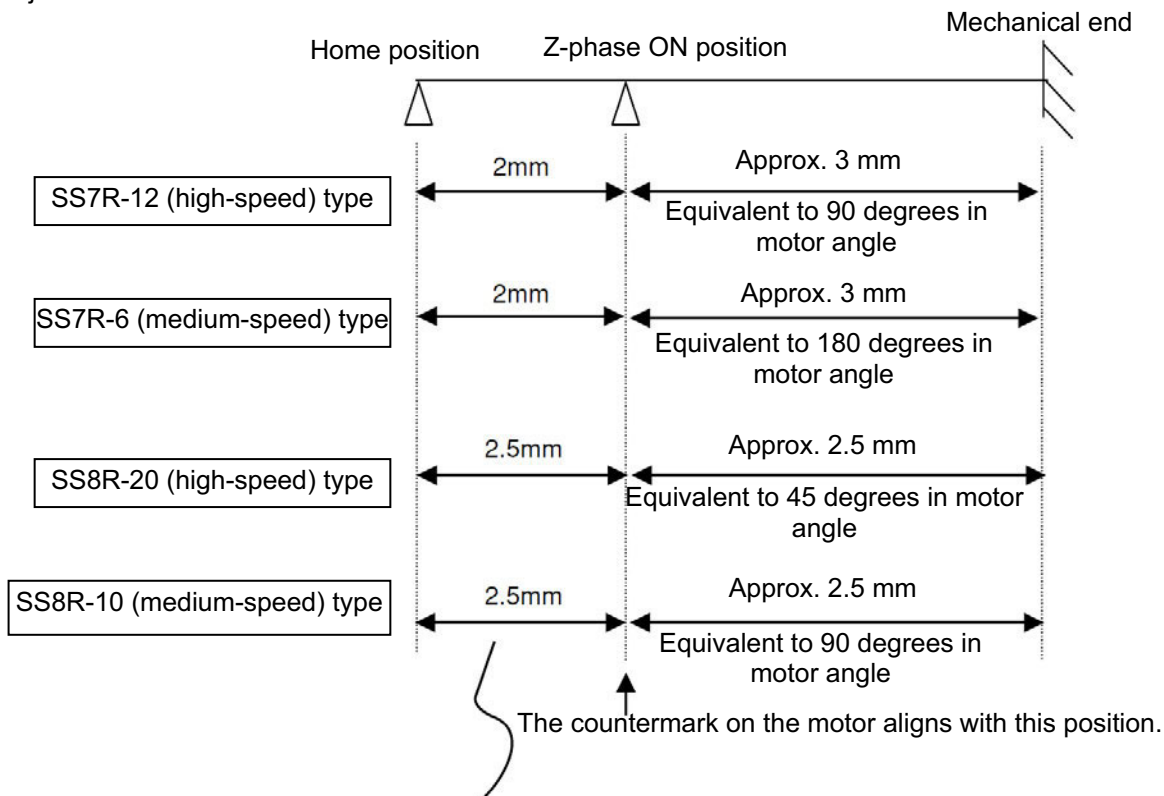 Mechanical end
Home position
Z-phase ON position
SS7R-12 (high-speed) type
2mm
Approx. 3 mm
Equivalent to 90 degrees in
motor angle
SS7R-6 (medium-speed) type
2mm
Approx. 3 mm
Equivalent to 180 degrees in
motor angle
SS8R-20 (high-speed) type
2.5mm
Approx. 2.5 mm
Equivalent to 45 degrees in motor
angle
SS8R-10 (medium-speed) type
2.5mm
Approx. 2.5 mm
Equivalent to 90 degrees in
motor angle
The countermark on the motor aligns with this position.